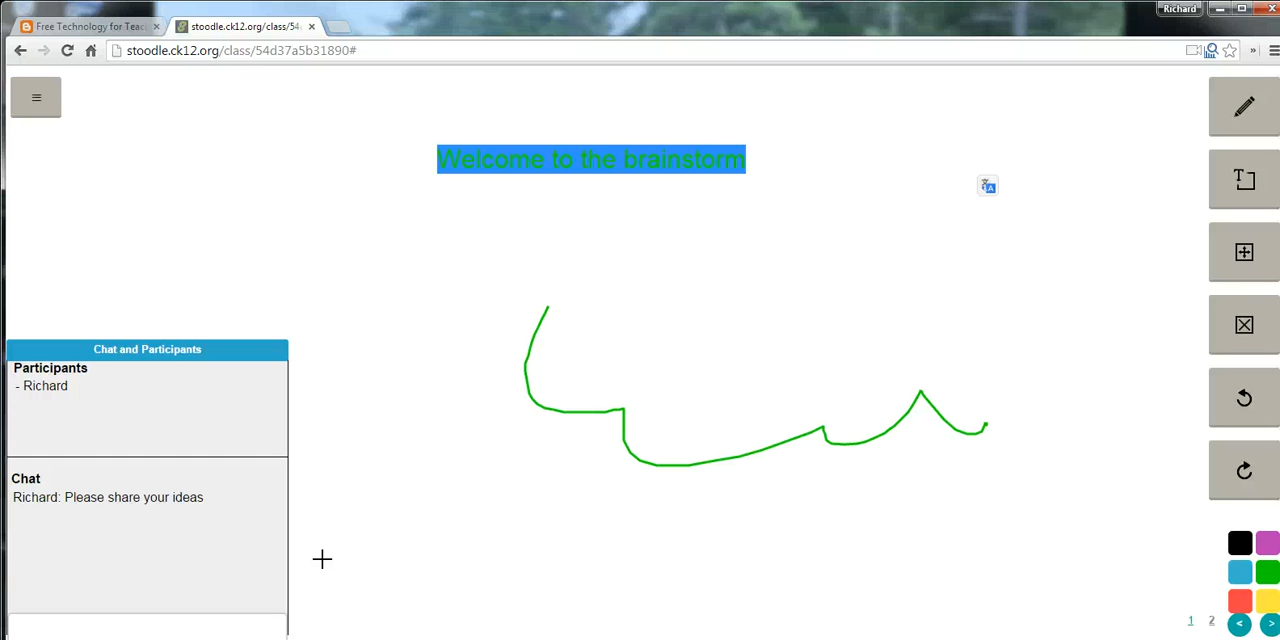 Richard
Free Technology for Teac
stoodle.ck12.org/class/54
stoodle.ck12.org/class/54d37a5b31890#
Welcome to the brainstorm
T
Chat and Participants
Participants
- Richard
Chat
Richard: Please share your ideas
1 2